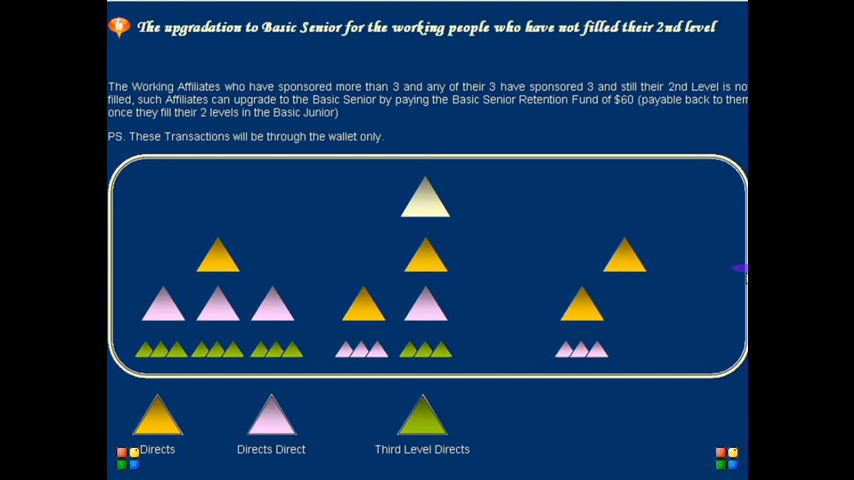 The upgradation to Basic Senior for the working people who have not filled their 2nd level
The Working Affiliates who have sponsored more than 3 and any of their 3 have sponsored 3 and still their 2nd Level is no
filled, such Affiliates can upgrade to the Basic Senior by paying the Basic Senior Retention Fund of $60 (payable back to them
once they fill their 2 levels in the Basic Junior)
PS. These Transactions will be through the wallet only.
Directs
Directs Direct
Third Level Directs